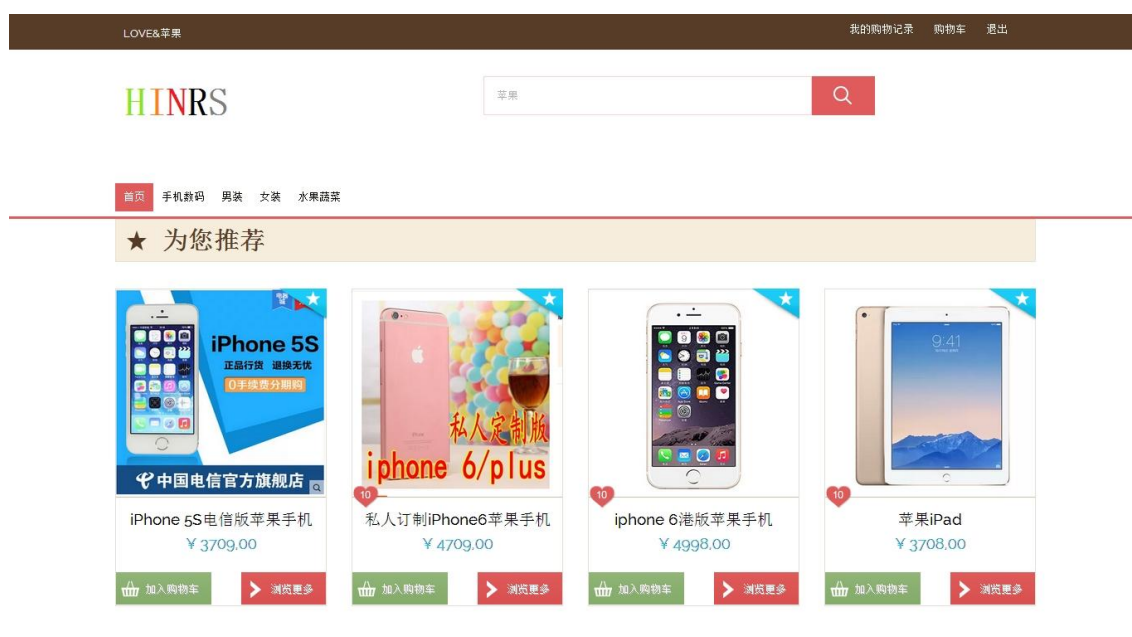 LOVE&苹果
我的购物记录 购物车 退出
HINRS
苹果
首页 手机数码 男装 女装 水果蔬菜
★ 为您推荐
iPhone 5S
正品行货 退换无忧
0手续费分期购
中国电信官方旗舰店
私人定制版
iphone 6/plus
9:41
10
10
10
iPhone 5S电信版苹果手机
¥ 3709.00
私人订制iPhone6苹果手机
¥ 4709.00
iphone 6港版苹果手机
¥ 4998.00
苹果iPad
¥ 3708.00
加入购物车 浏览更多
加入购物车 浏览更多
加入购物车 浏览更多
加入购物车 浏览更多